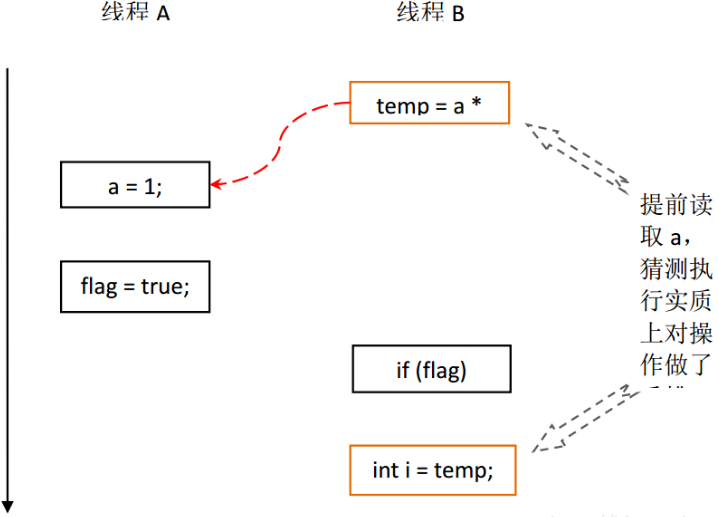 线程 A
线程 B
temp = a *
a = 1;
flag = true;
if (flag)
int i = temp;
提前读
取 a，
猜测执
行实质
上对操
作做了